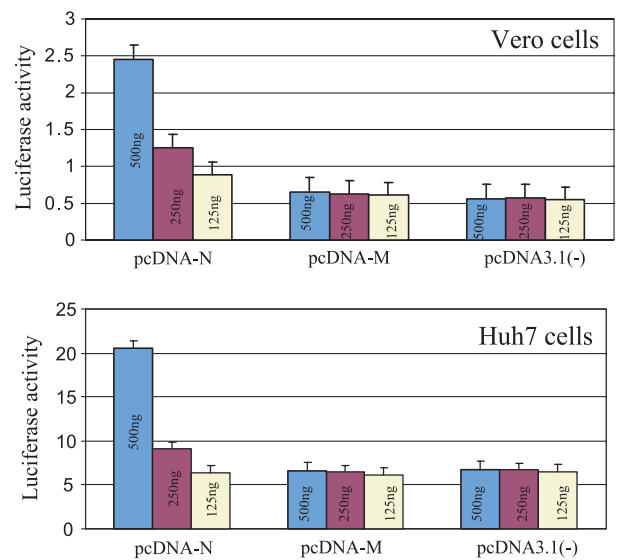 3
Vero cells
2.5
2
1.5
1
0.5
0
Luciferase activity
500ng
250ng
125ng
500ng
250ng
125ng
500ng
250ng
125ng
pcDNA-N
pcDNA-M
pcDNA3.1(-)
25
Huh7 cells
20
15
10
5
0
Luciferase activity
500ng
250ng
125ng
500ng
250ng
125ng
500ng
250ng
125ng
pcDNA-N
pcDNA-M
pcDNA3.1(-)